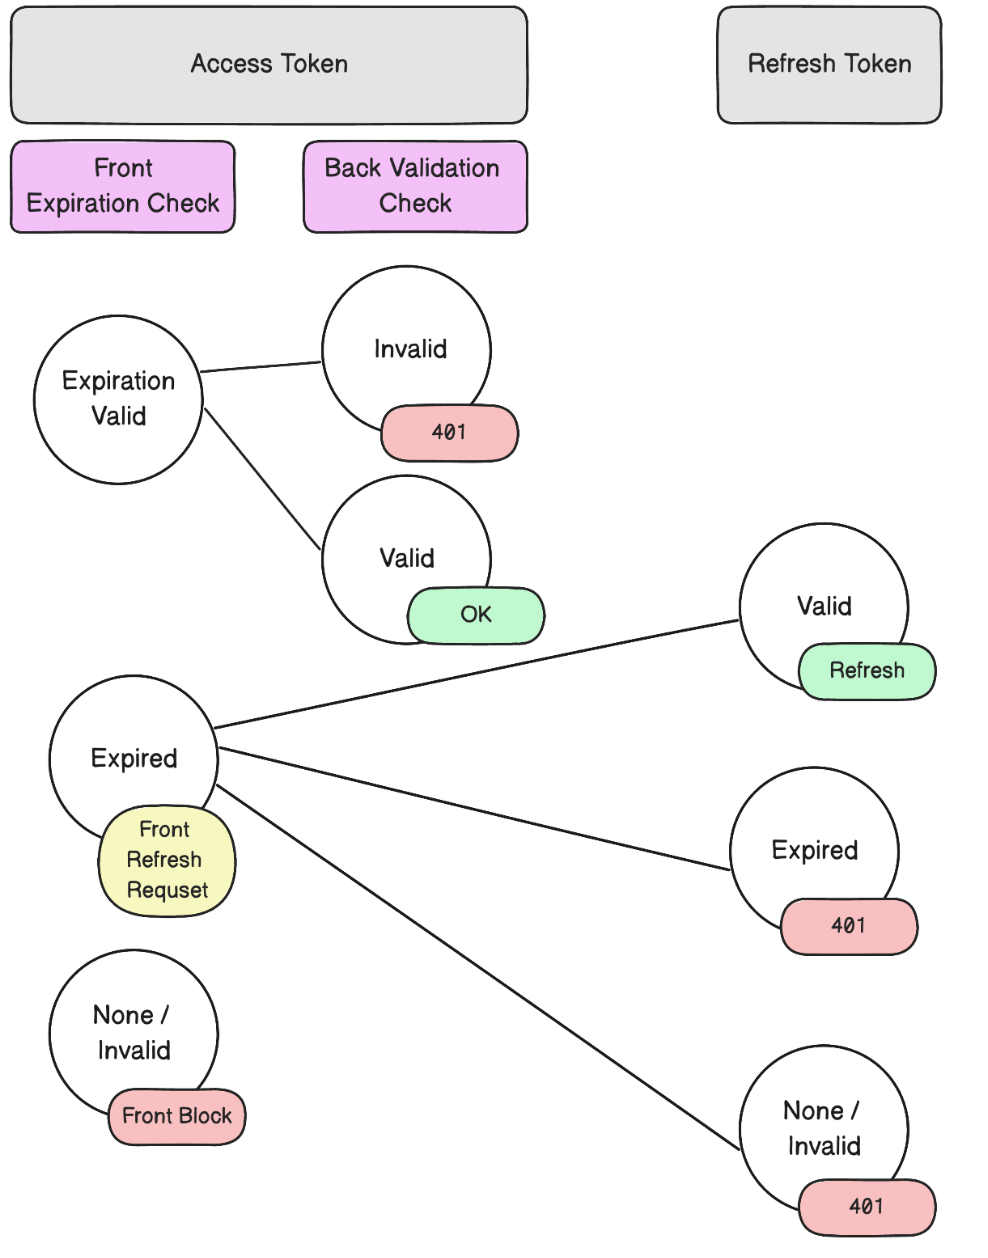 Access Token
Refresh Token
Front
Expiration Check
Back Validation
Check
Expiration
Valid
Invalid
401
Valid
OK
Valid
Refresh
Expired
Front
Refresh
Requset
Expired
401
None /
Invalid
Front Block
None /
Invalid
401